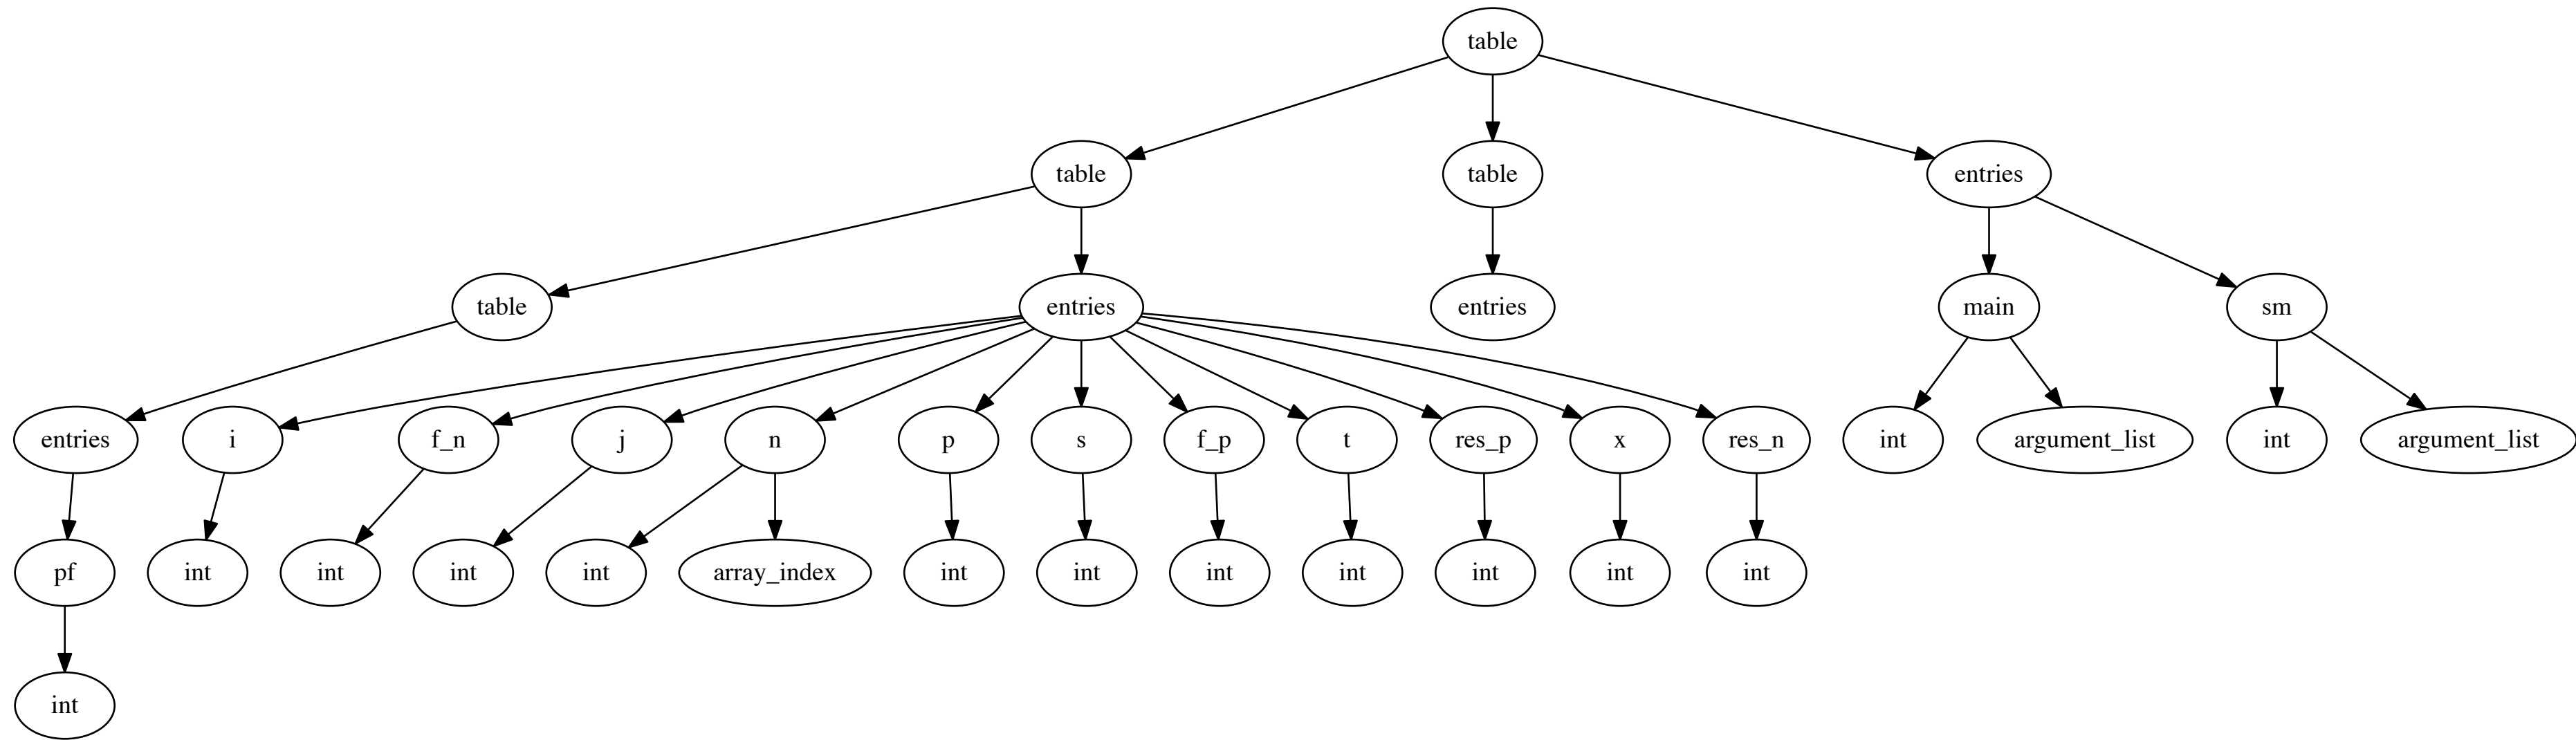 table
table
table
entries
table
entries
entries
main
sm
entries
i
f_n
j
n
p
s
f_p
t
res_p
x
res_n
int
argument_list
int
argument_list
pf
int
int
int
int
array_index
int
int
int
int
int
int
int
int